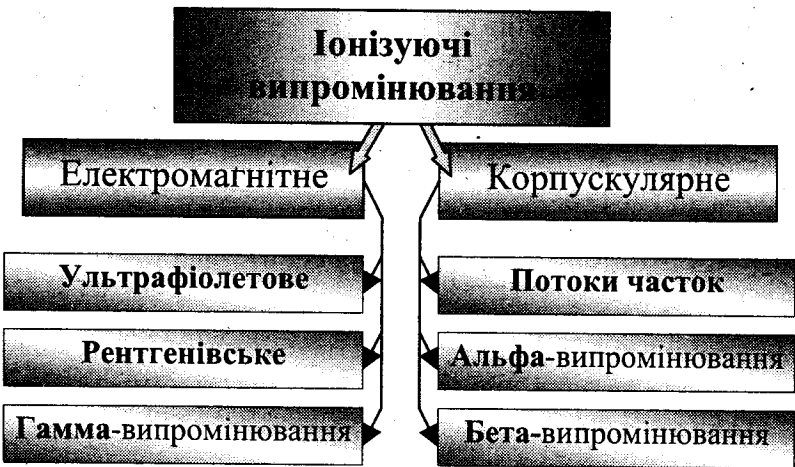 Іонізуючі
випромінювання
Електромагнітне
Ультрафіолетове
Рентгенівське
Гамма-випромінювання
Корпускулярне
Потоки часток
Альфа-випромінювання
Бета-випромінювання